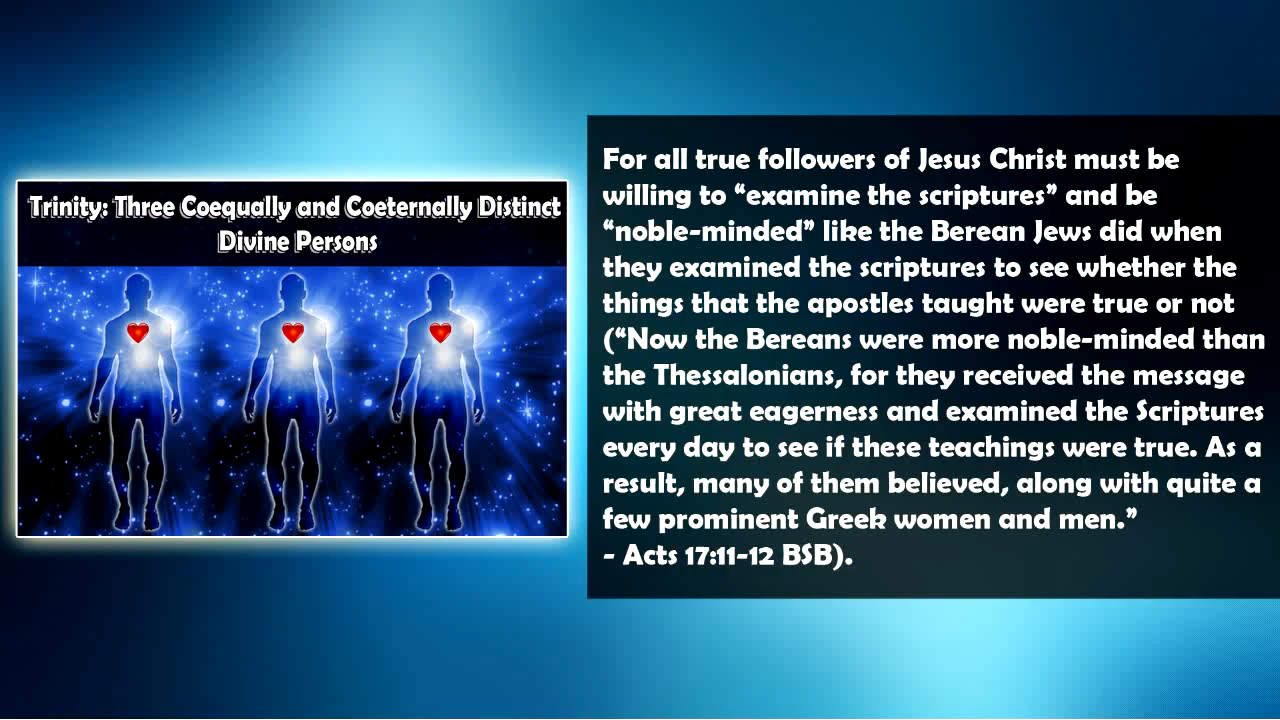 Trinity: Three Coequally and Coeternally Distinct
Divine Persons
For all true followers of Jesus Christ must be
willing to “examine the scriptures” and be
“noble-minded” like the Berean Jews did when
they examined the scriptures to see whether the
things that the apostles taught were true or not
(“Now the Bereans were more noble-minded than
the Thessalonians, for they received the message
with great eagerness and examined the Scriptures
every day to see if these teachings were true. As a
result, many of them believed, along with quite a
few prominent Greek women and men.”
- Acts 17:11-12 BSB).